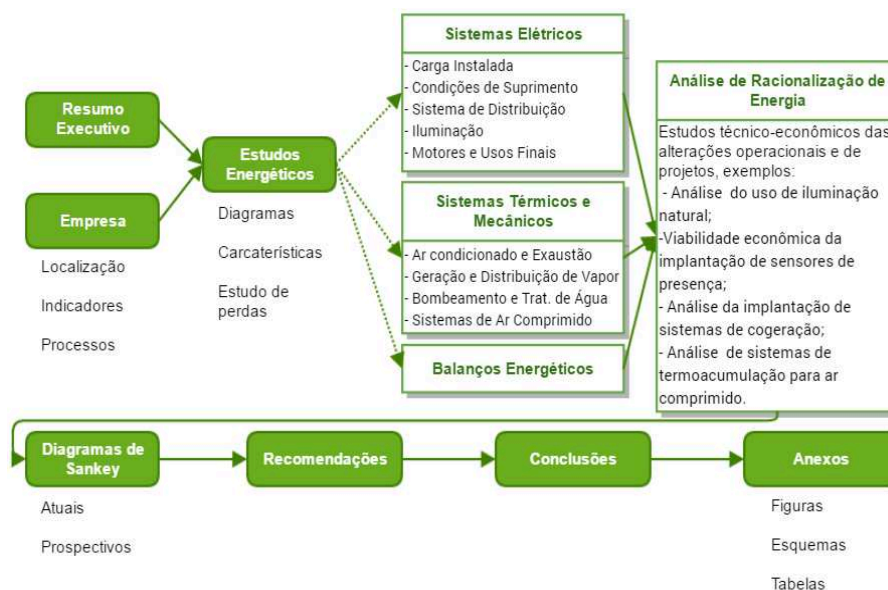 Resumo
Executivo
Empresa
Localização
Indicadores
Processos
Estudos
Energéticos
Diagramas
Carcaterísticas
Estudo de
perdas
Sistemas Elétricos
- Carga Instalada
- Condições de Suprimento
- Sistema de Distribuição
- Iluminação
- Motores e Usos Finais
Sistemas Térmicos e
Mecânicos
- Ar condicionado e Exaustão
- Geração e Distribuição de Vapor
- Bombeamento e Trat. de Água
- Sistemas de Ar Comprimido
Balanços Energéticos
Análise de Racionalização de
Energia
Estudos técnico-econômicos das
alterações operacionais e de
projetos, exemplos:
- Análise do uso de iluminação
natural;
-Viabilidade econômica da
implantação de sensores de
presença;
- Análise da implantação de
sistemas de cogeração;
- Análise de sistemas de
termoacumulação para ar
comprimido.
Diagramas de
Sankey
Atuais
Prospectivos
Recomendações
Conclusões
Anexos
Figuras
Esquemas
Tabelas